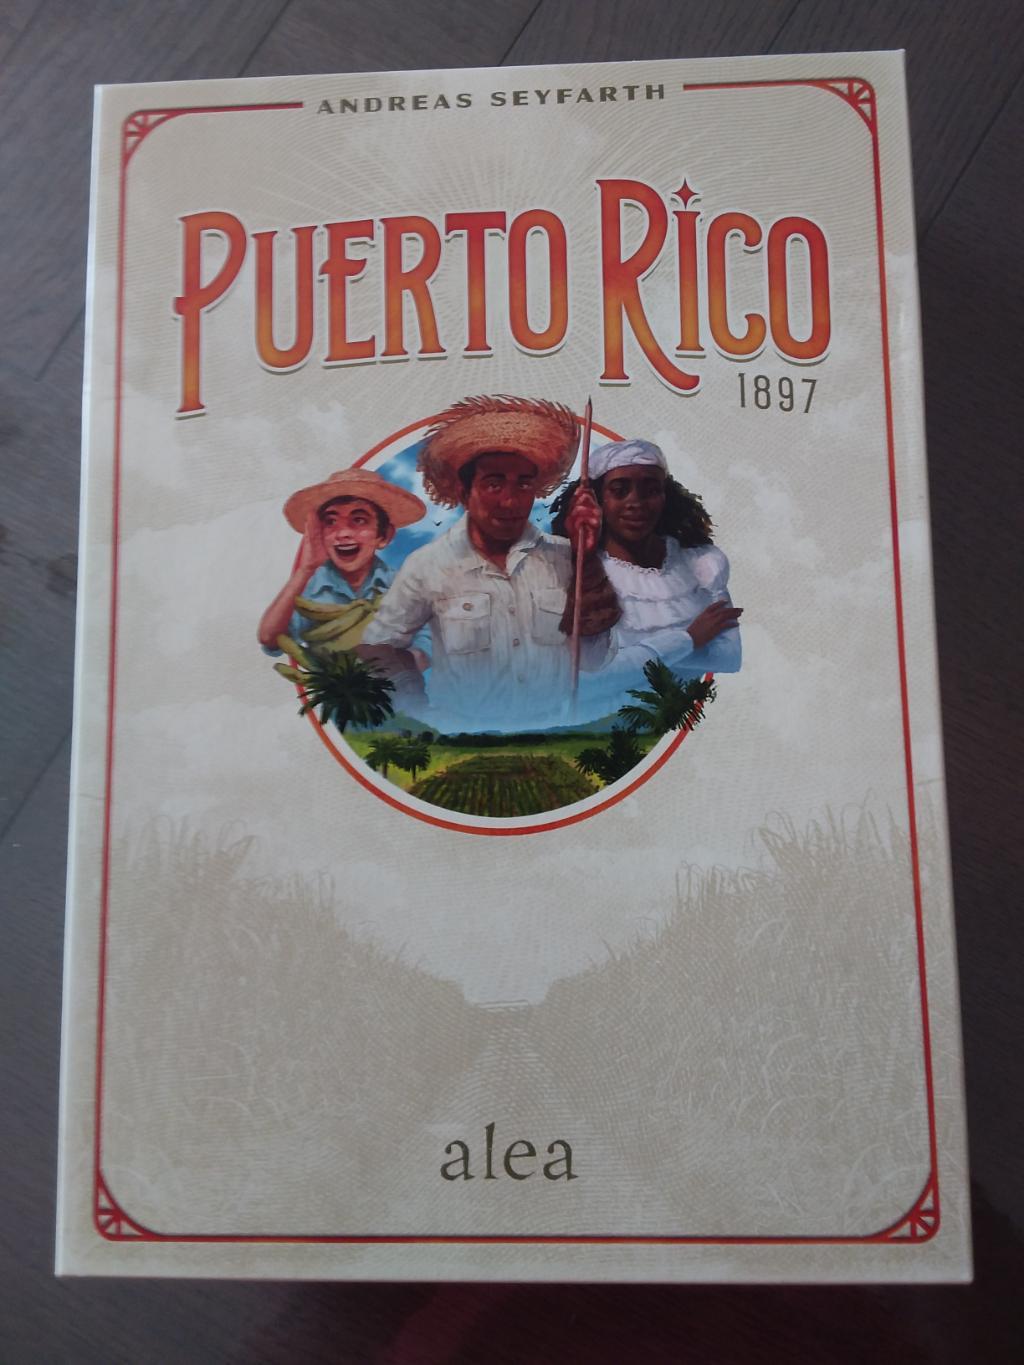 ANDREAS SEYFARTH
PUERTO RICO
1897
alea